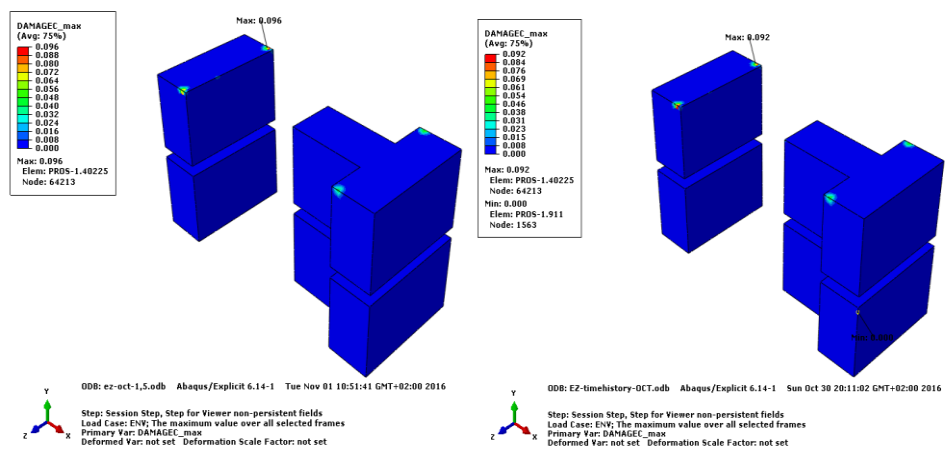 DAMAGEC_max
(Avg: 75%)
0.096
0.088
0.080
0.072
0.064
0.056
0.048
0.040
0.032
0.024
0.016
0.008
0.000
Max: 0.096
Elem: PROS-1.40225
Node: 64213
Max: 0.096
ODB: ez-oct-1,5.odb Abaqus/Explicit 6.14-1 Tue Nov 01 10:51:41 GMT+02:00 2016
Y
Z
X
Step: Session Step, Step for Viewer non-persistent fields
Load Case: ENV; The maximum value over all selected frames
Primary Var: DAMAGEC_max
Deformed Var: not set Deformation Scale Factor: not set
DAMAGEC_max
(Avg: 75%)
0.092
0.084
0.076
0.069
0.061
0.054
0.046
0.038
0.031
0.023
0.015
0.008
0.000
Max: 0.092
Elem: PROS-1.40225
Node: 64213
Min: 0.000
Elem: PROS-1.911
Node: 1563
Max: 0.092
ODB: EZ-timehistory-OCT.odb Abaqus/Explicit 6.14-1 Sun Oct 30 20:11:02 GMT+02:00 2016
Y
Z
X
Step: Session Step, Step for Viewer non-persistent fields
Load Case: ENV; The maximum value over all selected frames
Primary Var: DAMAGEC_max
Deformed Var: not set Deformation Scale Factor: not set